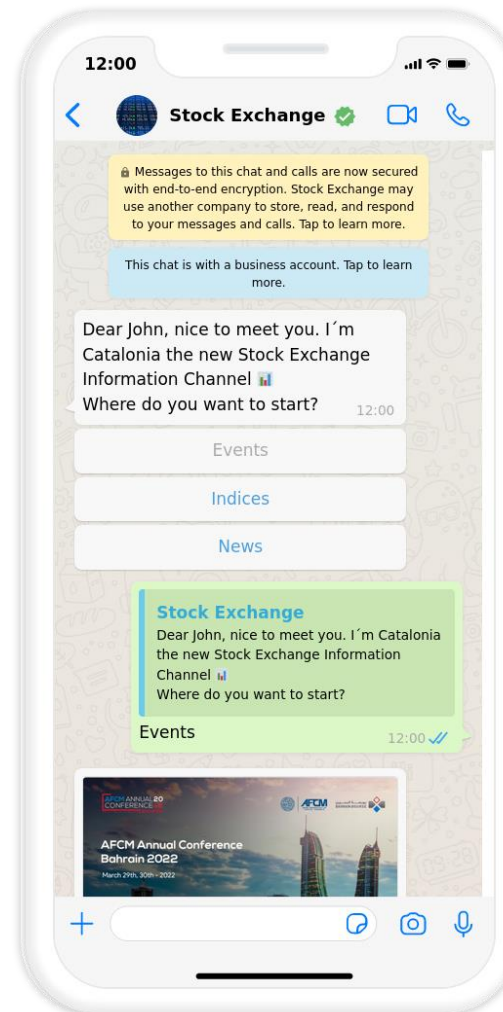 12:00
Stock Exchange
Messages to this chat and calls are now secured
with end-to-end encryption. Stock Exchange may
use another company to store, read, and respond
to your messages and calls. Tap to learn more.
This chat is with a business account. Tap to learn
more.
Dear John, nice to meet you. I´m
Catalonia the new Stock Exchange
Information Channel 📊
Where do you want to start?
12:00
Events
Indices
News
Stock Exchange
Dear John, nice to meet you. I´m Catalonia
the new Stock Exchange Information
Channel 📊
Where do you want to start?
Events
12:00
AFCM ANNUAL 20
CONFERENCE
AFCM
AFCM Annual Conference
Bahrain 2022
March 29th, 30th - 2022